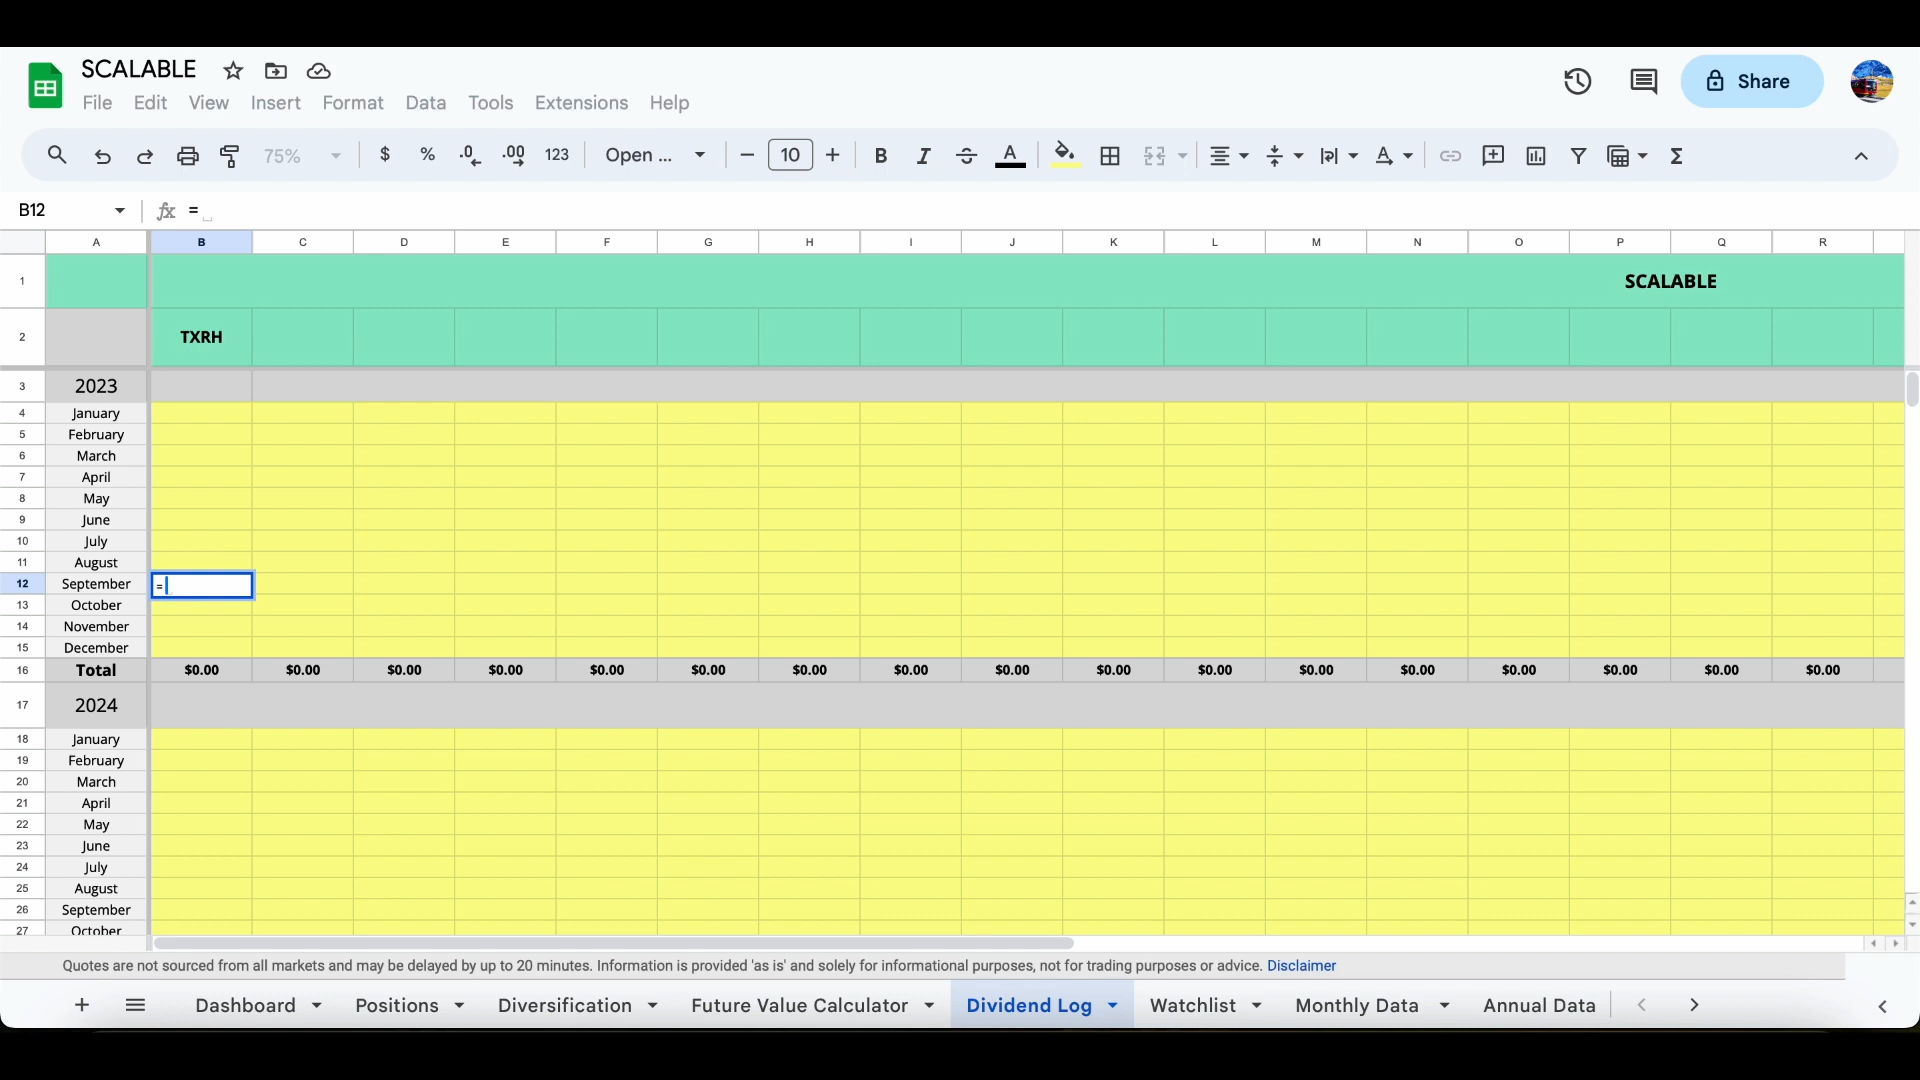 SCALABLE
File Edit View Insert Format Data Tools Extensions Help
Share
75% $ % .0 .00 123 Open ... 10 B I S A A Σ
B12 fx =
A B C D E F G H I J K L M N O P Q R
1 SCALABLE
2 TXRH
3 2023
4 January
5 February
6 March
7 April
8 May
9 June
10 July
11 August
12 September =
13 October
14 November
15 December
16 Total $0.00 $0.00 $0.00 $0.00 $0.00 $0.00 $0.00 $0.00 $0.00 $0.00 $0.00 $0.00 $0.00 $0.00 $0.00 $0.00 $0.00
17 2024
18 January
19 February
20 March
21 April
22 May
23 June
24 July
25 August
26 September
27 October
Quotes are not sourced from all markets and may be delayed by up to 20 minutes. Information is provided 'as is' and solely for informational purposes, not for trading purposes or advice. Disclaimer
Dashboard Positions Diversification Future Value Calculator Dividend Log Watchlist Monthly Data Annual Data